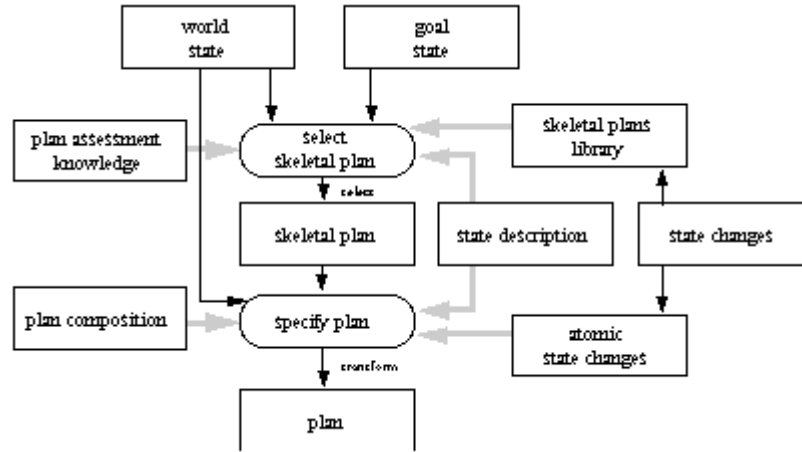 world
state
goal
state
plan assessment
knowledge
select
skeletal plan
skeletal plans
library
select
skeletal plan
state description
state changes
plan composition
specify plan
atomic
state changes
transform
plan